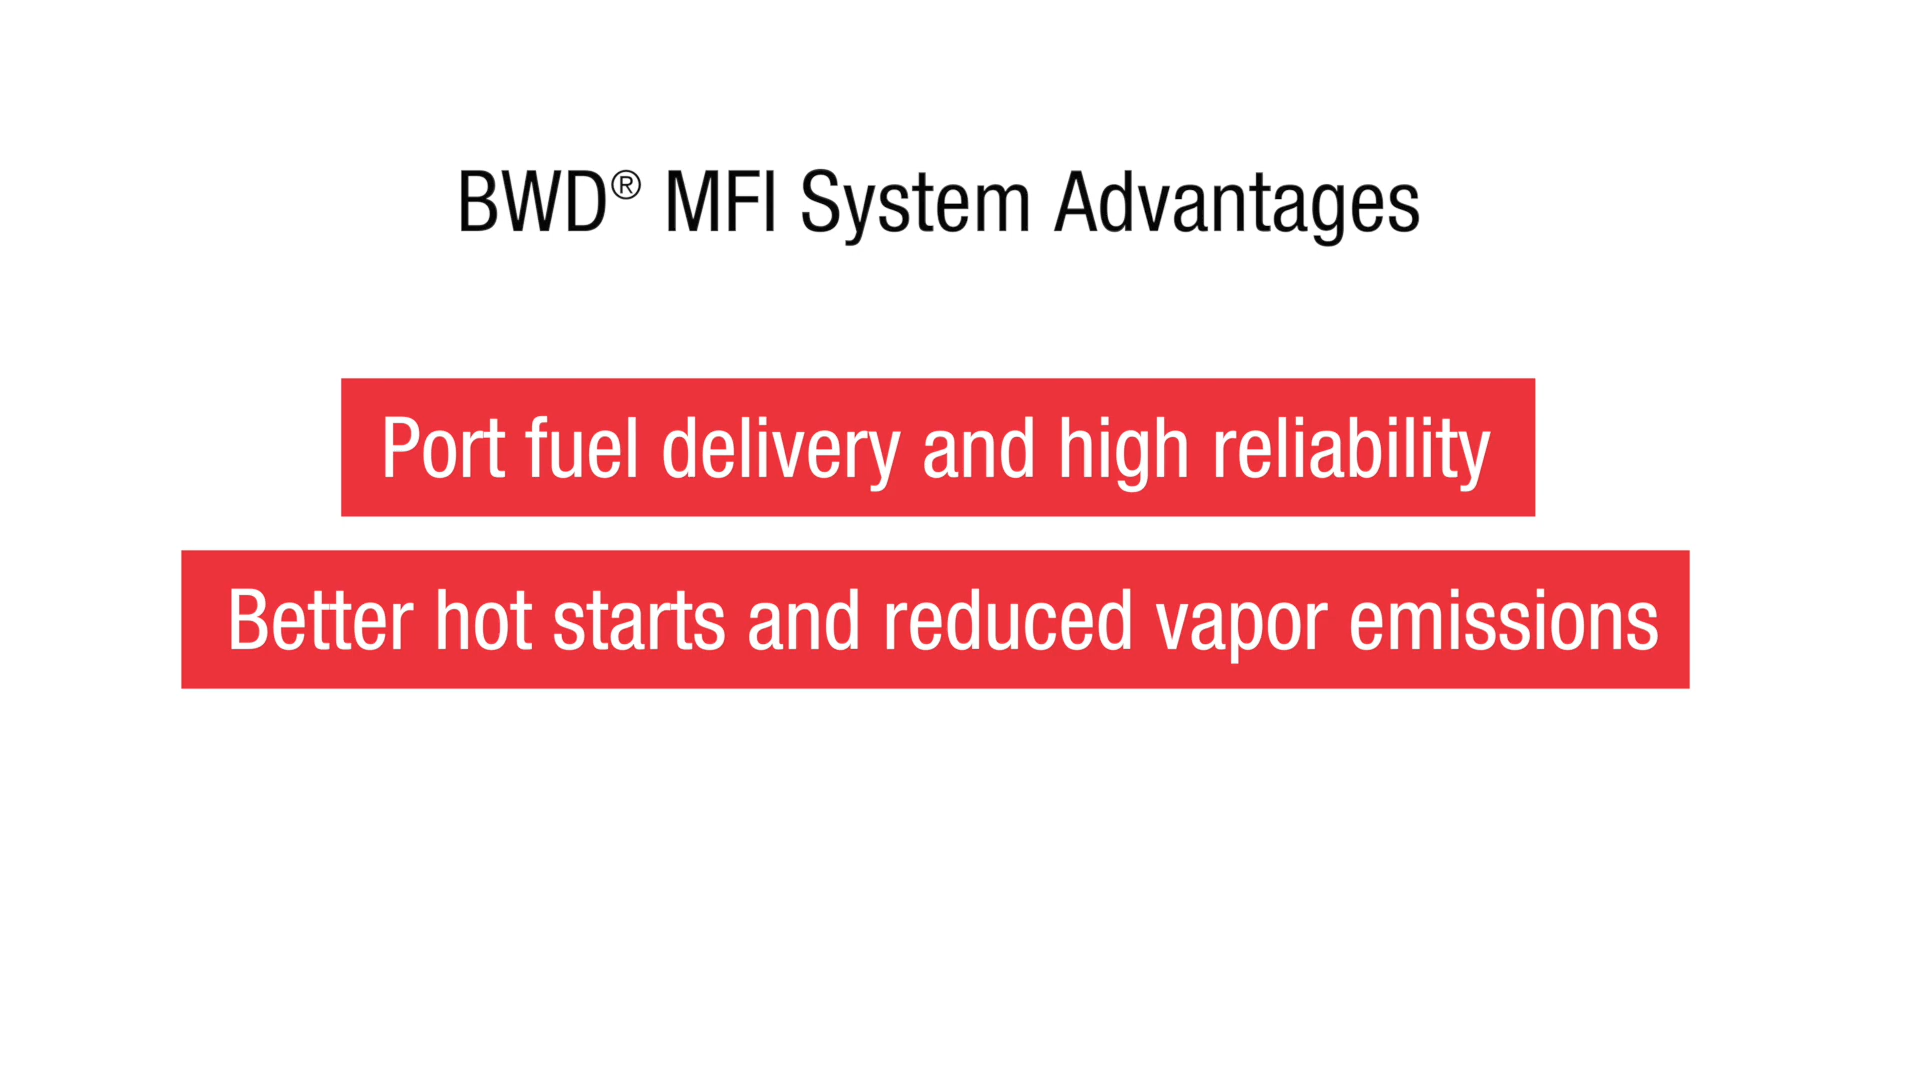 BWD® MFI System Advantages
Port fuel delivery and high reliability
Better hot starts and reduced vapor emissions